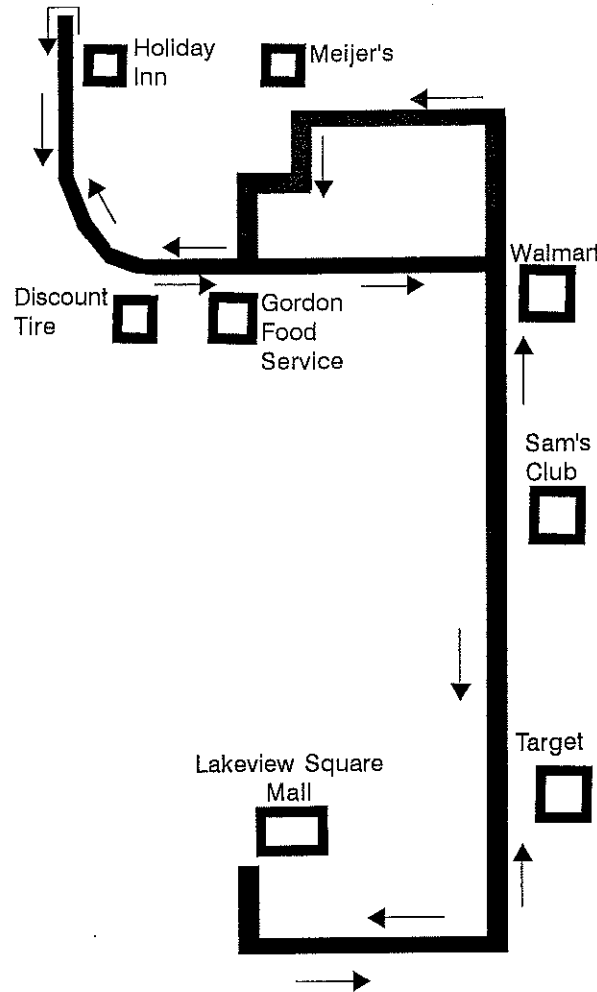 Holiday
Inn
Meijer's
Walmart
Discount
Tire
Gordon
Food
Service
Sam's
Club
Target
Lakeview Square
Mall